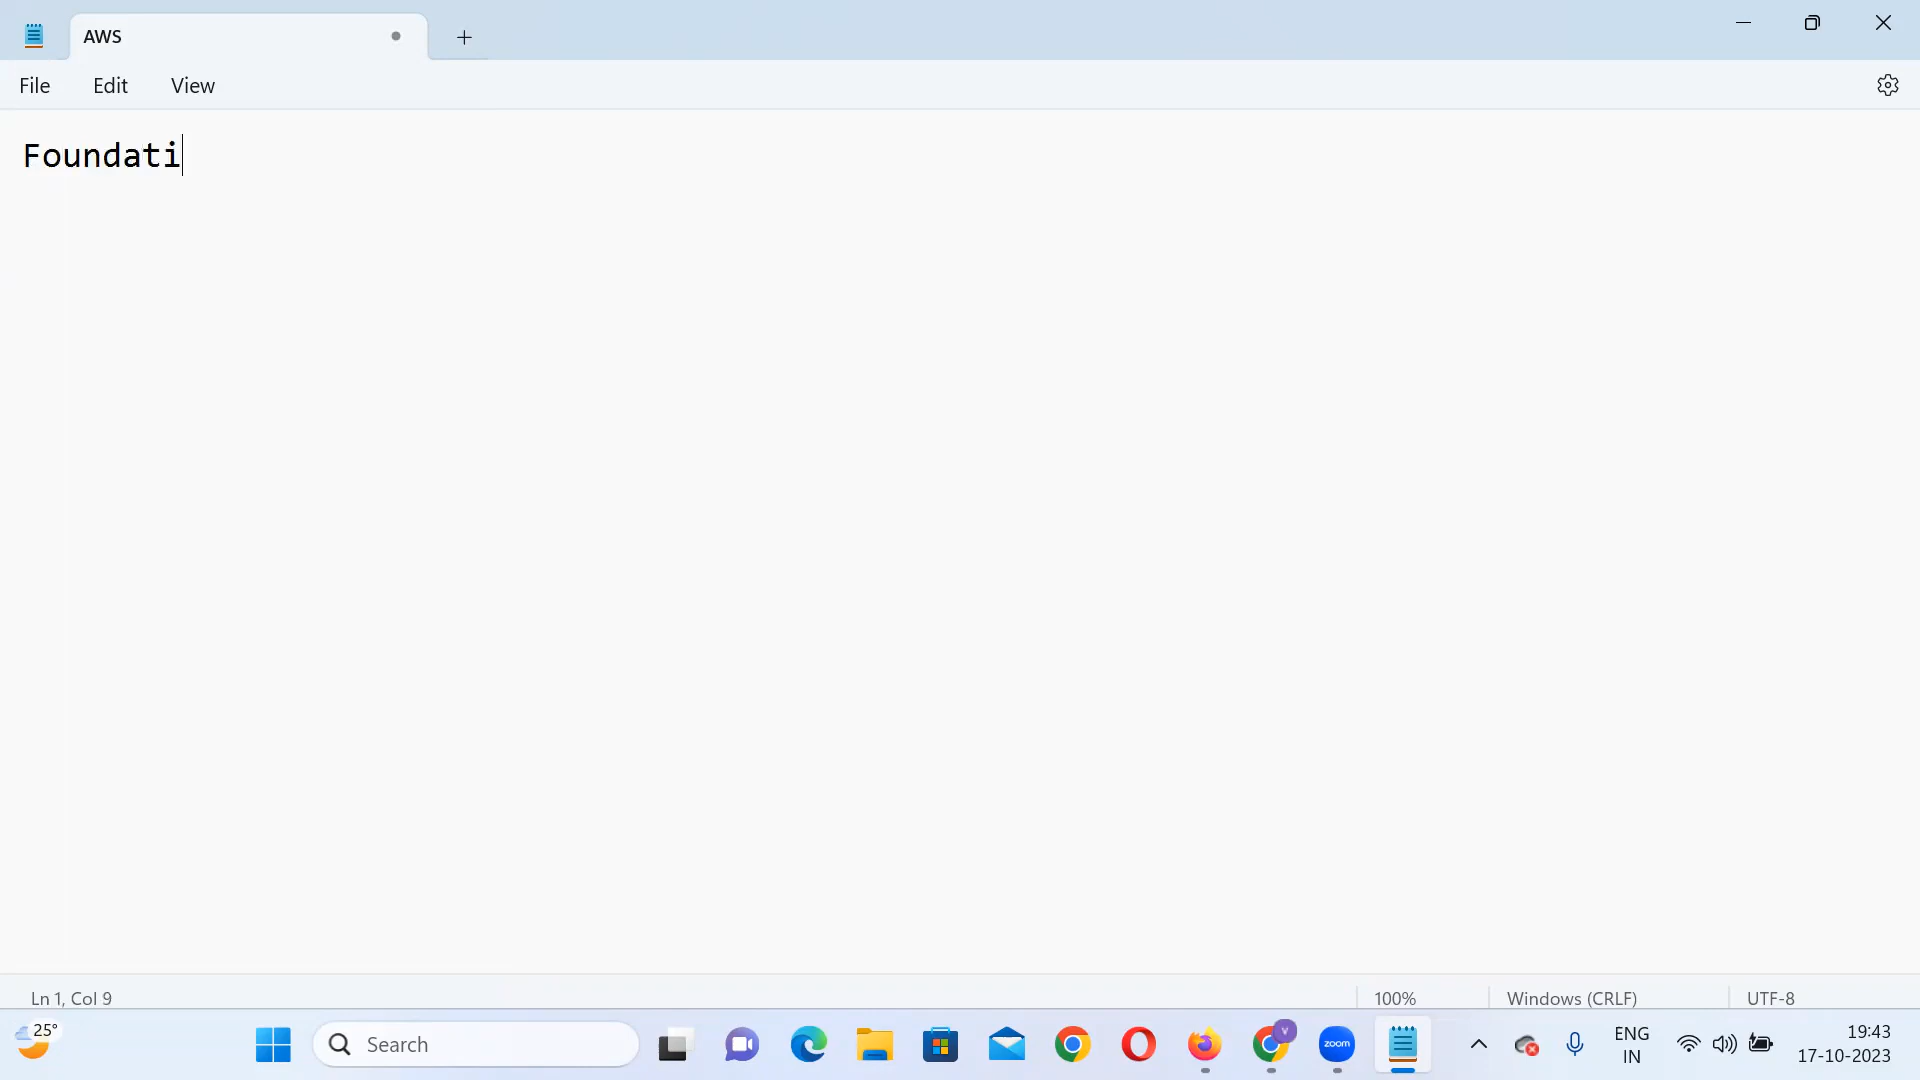 AWS
File Edit View
Foundati
Ln 1, Col 9 100% Windows (CRLF) UTF-8
25° Search zoom V ENG 19:43
IN 17-10-2023